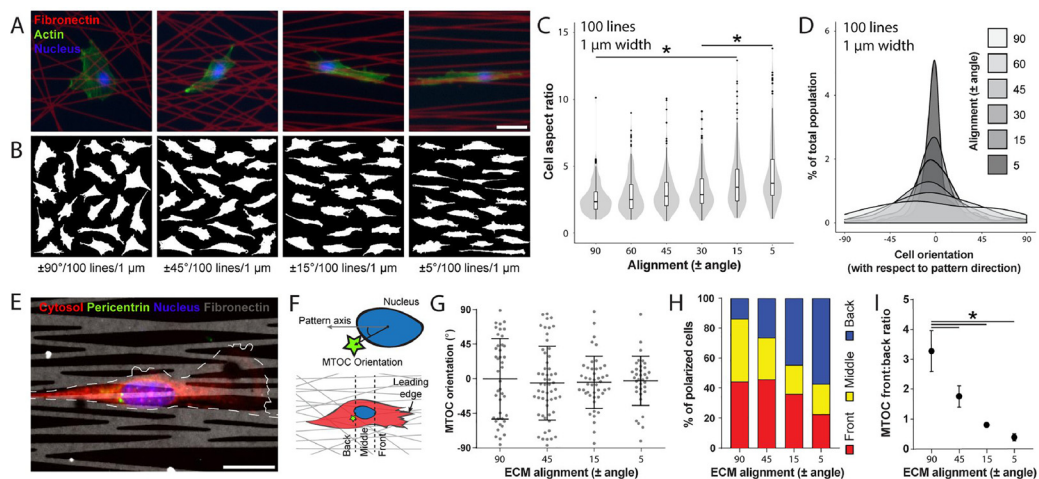 A
Fibronectin
Actin
Nucleus
B
±90°/100 lines/1 µm
±45°/100 lines/1 µm
±15°/100 lines/1 µm
±5°/100 lines/1 µm
C
100 lines
1 µm width
*
*
Cell aspect ratio
15
10
5
0
90
60
45
30
15
5
Alignment (± angle)
D
100 lines
1 µm width
% of total population
6
4
2
0
-90
-45
0
45
90
Cell orientation
(with respect to pattern direction)
Alignment (± angle)
90
60
45
30
15
5
E
Cytosol Pericentrin Nucleus Fibronectin
F
Nucleus
Pattern axis
MTOC Orientation
Leading
edge
Back
Middle
Front
G
MTOC orientation (°)
90
45
0
-45
-90
90
45
15
5
ECM alignment (± angle)
H
% of polarized cells
100
80
60
40
20
0
90
45
15
5
ECM alignment (± angle)
Back
Middle
Front
I
*
MTOC front:back ratio
5
4
3
2
1
0
90
45
15
5
ECM alignment (± angle)